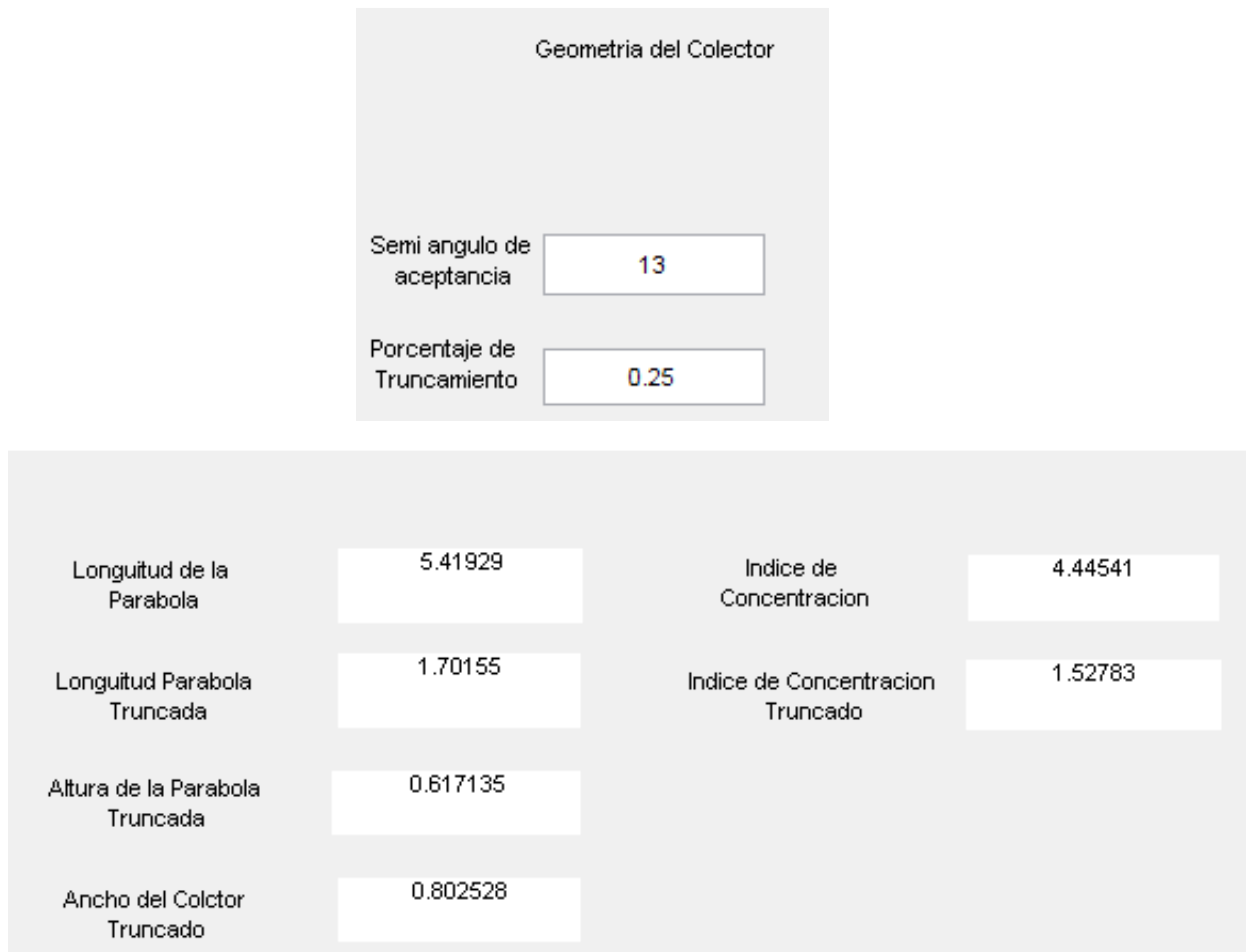 Geometria del Colector
Semi angulo de
aceptancia
13
Porcentaje de
Truncamiento
0.25
Longuitud de la
Parabola
5.41929
Indice de
Concentracion
4.44541
Longuitud Parabola
Truncada
1.70155
Indice de Concentracion
Truncado
1.52783
Altura de la Parabola
Truncada
0.617135
Ancho del Colctor
Truncado
0.802528